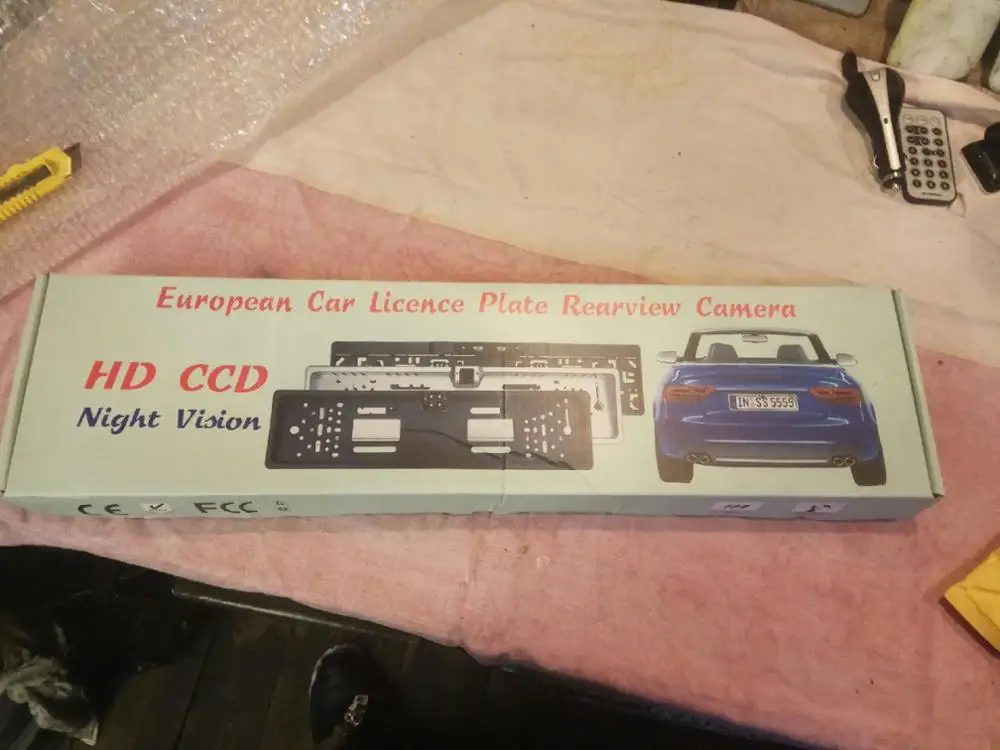 European Car Licence Plate Rearview Camera
HD CCD
Night Vision
IN SS 5555
CE FCC